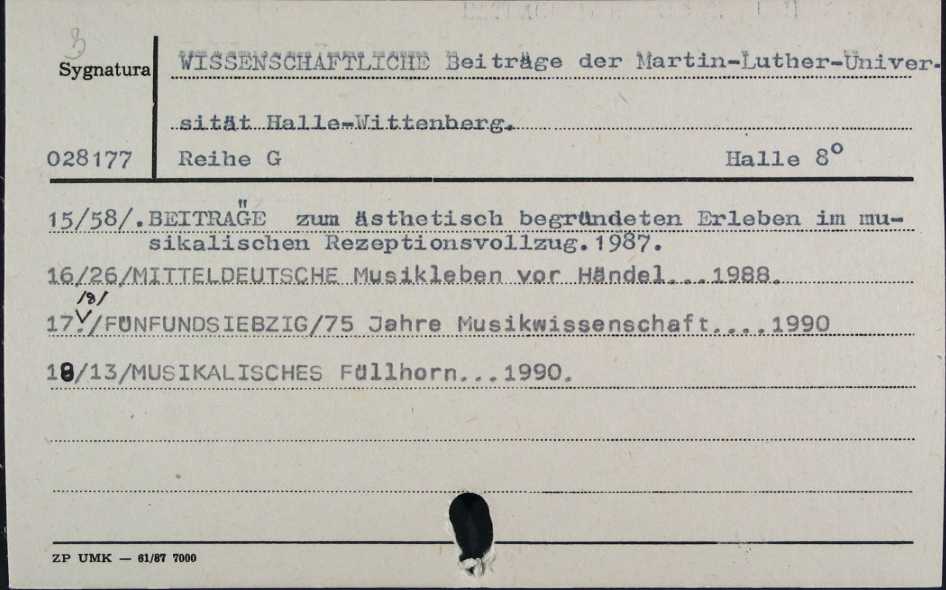 3
Sygnatura
WISSENSCHAFTLICHE Beiträge der Martin-Luther-Univer-
sität Halle-Wittenberg.
028177
Reihe G
Halle 8°
15/58/.BEITRAGË zum ästhetisch begründeten Erleben im mu-
sikalischen Rezeptionsvollzug.1987.
16/26/MITTELDEUTSCHE Musikleben vor Händel...1988.
/8/
17./FÜNFUNDSIEBZIG/75 Jahre Musikwissenschaft....1990
18/13/MUSIKALISCHES Füllhorn...1990.
ZP UMK — 61/87 7000